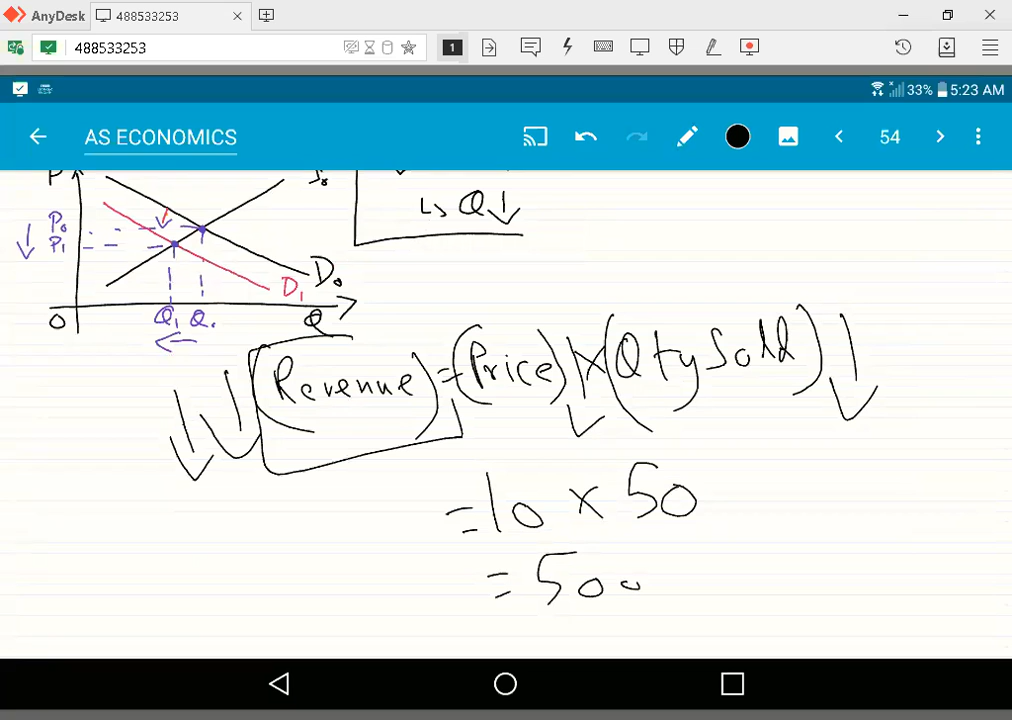 AnyDesk 488533253
488533253 1
33% 5:23 AM
AS ECONOMICS 54
P
↳ Q ↓
P₀
P₁
D₀
D₁
O Q₁ Q₀ Q
(Revenue) = (Price) × (Qty Sold)
= 10 × 50
= 500